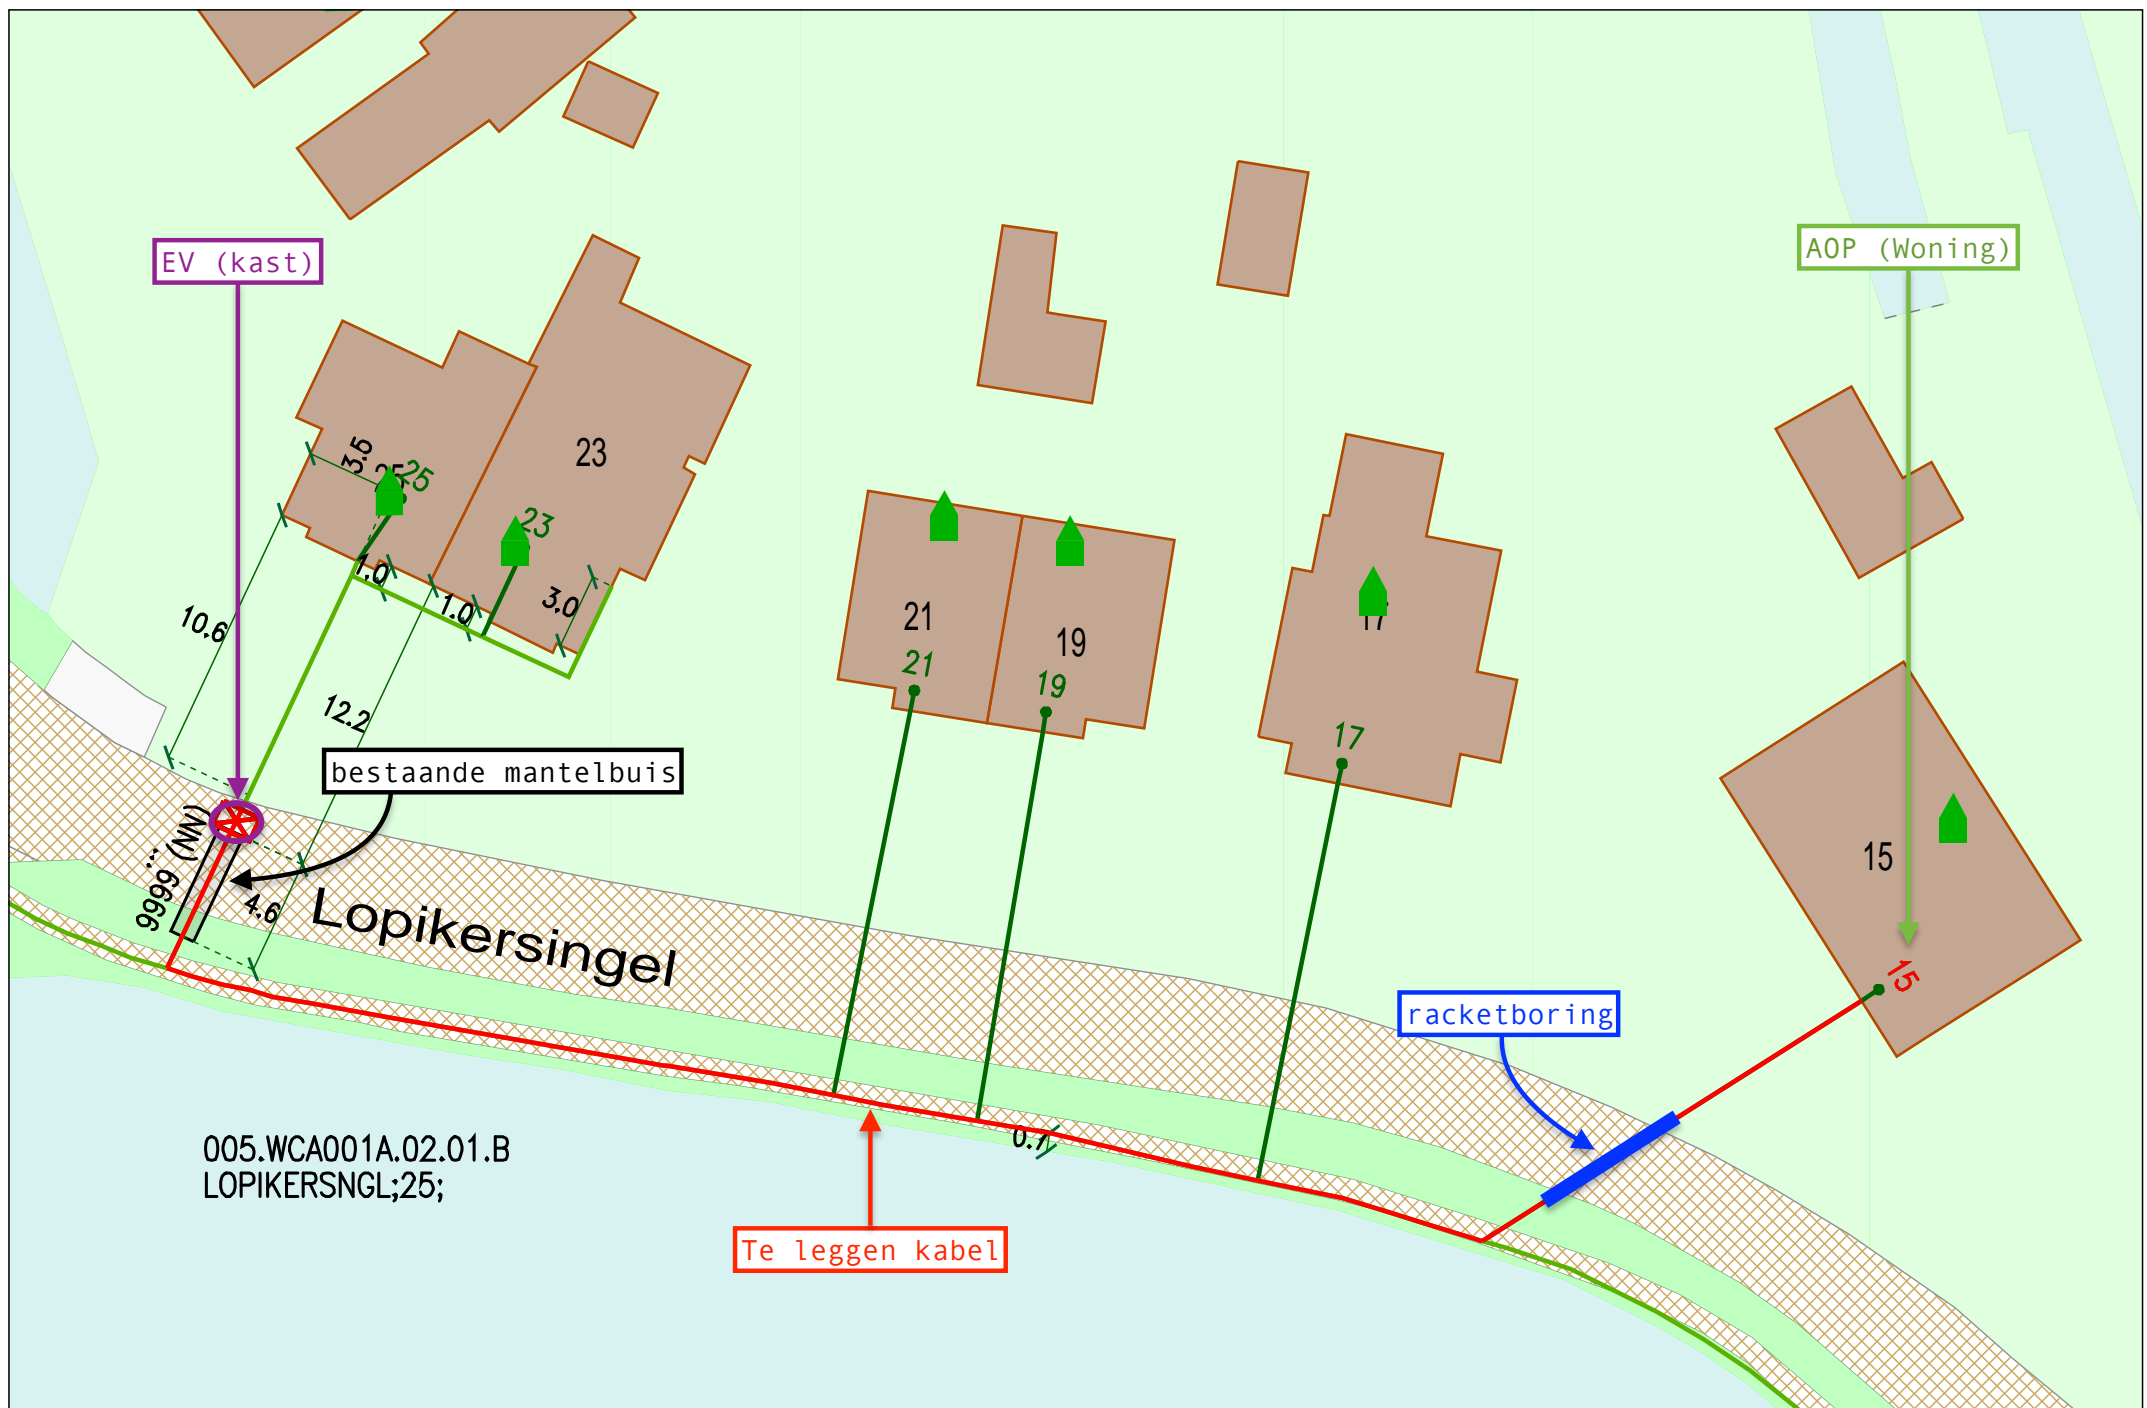 EV (kast)
AOP (Woning)
3.5
25
23
23
1.0
1.0
3.0
10.6
12.2
21
19
21
19
17
17
15
15
bestaande mantelbuis
9999 ... (NN)
4.6
Lopikersingel
racketboring
0.1
005.WCA001A.02.01.B
LOPIKERSNGL;25;
Te leggen kabel